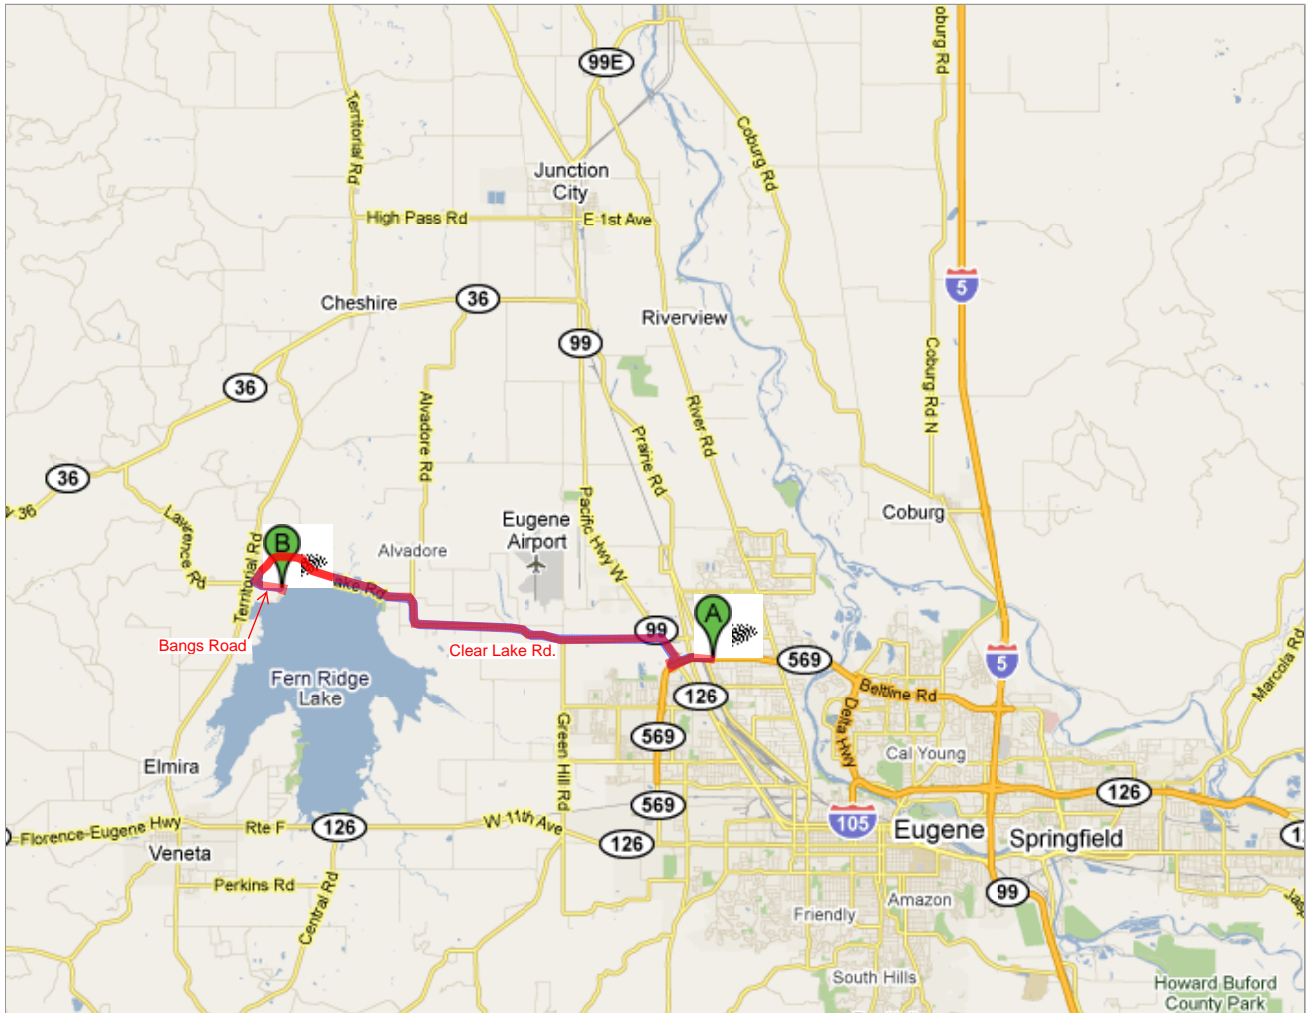 99E
Coburg Rd
oburg Rd
Territorial Rd
Junction
City
High Pass Rd
E 1st Ave
5
Cheshire
36
Riverview
99
Coburg Rd N
36
Alvadore Rd
River Rd
Prairie Rd
36
36
Lawrence Rd
Pacific Hwy W
Eugene
Airport
Coburg
B
Alvadore
Territorial Rd
ake Rd
A
99
Bangs Road
Clear Lake Rd.
569
5
Marcola Rd
Fern Ridge
Lake
126
Beltline Rd
Delta Hwy
569
Green Hill Rd
Cal Young
Elmira
569
126
105
Florence-Eugene Hwy
Rte F
126
W 11th Ave
126
Eugene
Springfield
Veneta
Perkins Rd
Central Rd
99
Amazon
Friendly
South Hills
Howard Buford
County Park